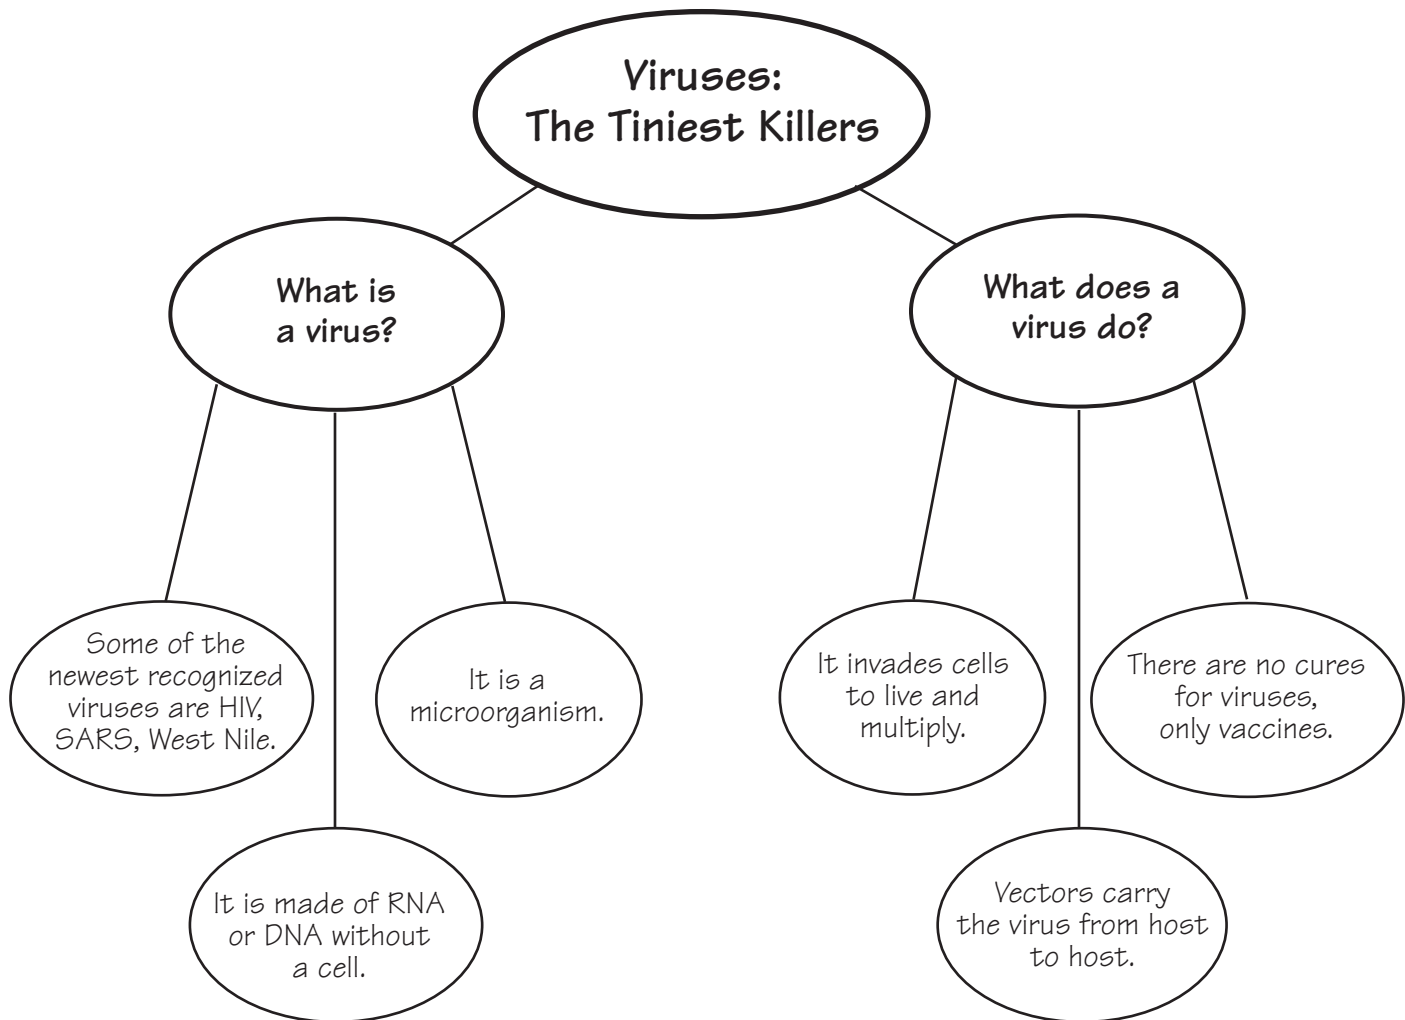 Viruses:
The Tiniest Killers
What is
a virus?
What does a
virus do?
Some of the
newest recognized
viruses are HIV,
SARS, West Nile.
It is a
microorganism.
It invades cells
to live and
multiply.
There are no cures
for viruses,
only vaccines.
It is made of RNA
or DNA without
a cell.
Vectors carry
the virus from host
to host.